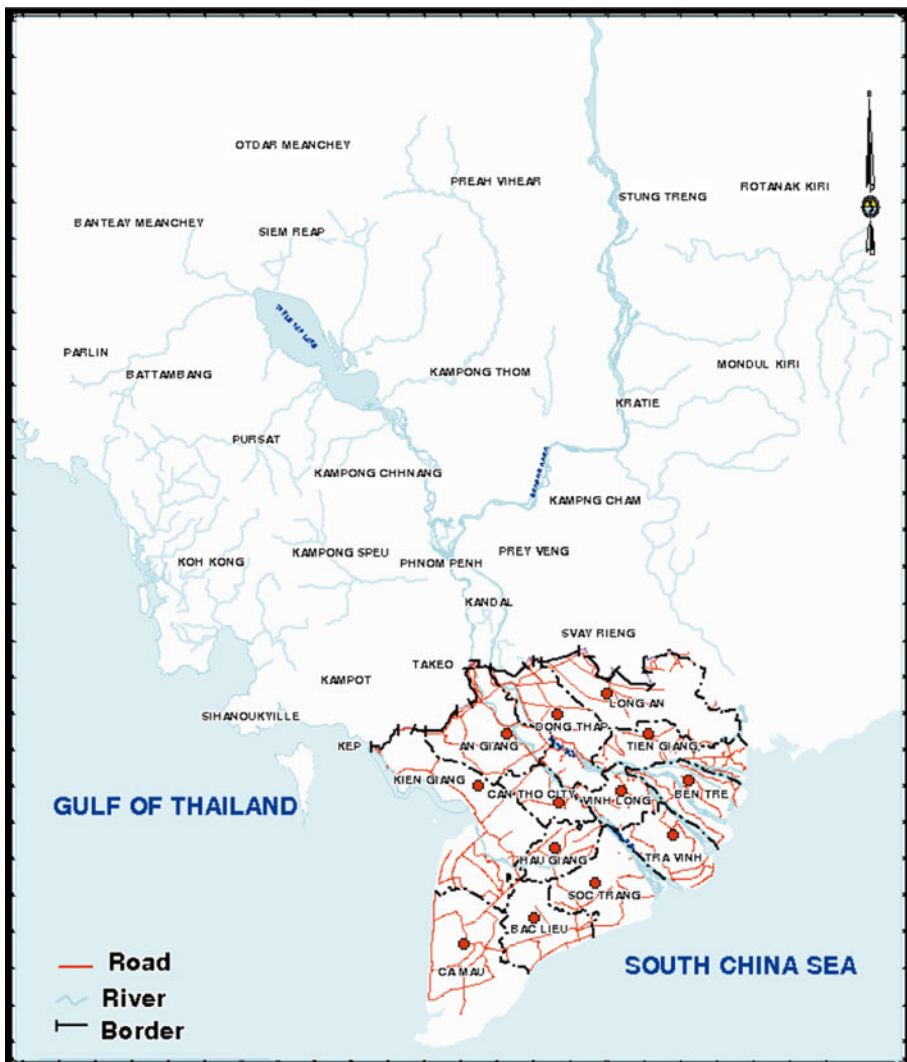 OTDAR MEANCHEY
PREAH VIHEAR
STUNG TRENG
ROTANAK KIRI
BANTEAY MEANCHEY
SIEM REAP
PARLIN
BATTAMBANG
KAMPONG THOM
MONDUL KIRI
KRATIE
PURSAT
KAMPONG CHHNANG
KAMPNG CHAM
KOH KONG
KAMPONG SPEU
PHNOM PENH
PREY VENG
KANDAL
SVAY RIENG
TAKEO
KAMPOT
LONG AN
SIHANOUKYILLE
DONG THAP
KEP
AN GIANG
TIEN GIANG
KIEN GIANG
CAN THO CITY
VINH LONG
BEN TRE
GULF OF THAILAND
HAU GIANG
TRA VINH
SOC TRANG
BAC LIEU
CA MAU
SOUTH CHINA SEA
Road
River
Border